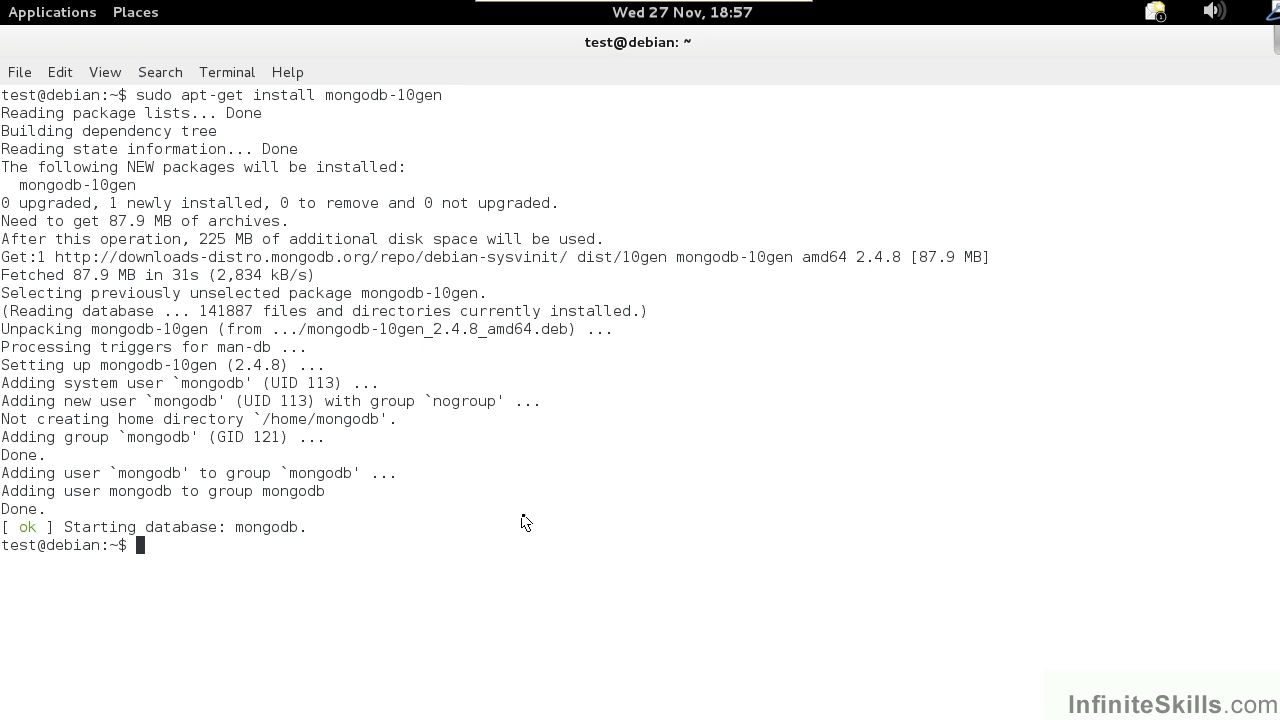 Applications Places Wed 27 Nov, 18:57
test@debian: ~
File Edit View Search Terminal Help
test@debian:~$ sudo apt-get install mongodb-10gen
Reading package lists... Done
Building dependency tree
Reading state information... Done
The following NEW packages will be installed:
  mongodb-10gen
0 upgraded, 1 newly installed, 0 to remove and 0 not upgraded.
Need to get 87.9 MB of archives.
After this operation, 225 MB of additional disk space will be used.
Get:1 http://downloads-distro.mongodb.org/repo/debian-sysvinit/ dist/10gen mongodb-10gen amd64 2.4.8 [87.9 MB]
Fetched 87.9 MB in 31s (2,834 kB/s)
Selecting previously unselected package mongodb-10gen.
(Reading database ... 141887 files and directories currently installed.)
Unpacking mongodb-10gen (from .../mongodb-10gen_2.4.8_amd64.deb) ...
Processing triggers for man-db ...
Setting up mongodb-10gen (2.4.8) ...
Adding system user `mongodb' (UID 113) ...
Adding new user `mongodb' (UID 113) with group `nogroup' ...
Not creating home directory `/home/mongodb'.
Adding group `mongodb' (GID 121) ...
Done.
Adding user `mongodb' to group `mongodb' ...
Adding user mongodb to group mongodb
Done.
[ ok ] Starting database: mongodb.
test@debian:~$
InfiniteSkills.com